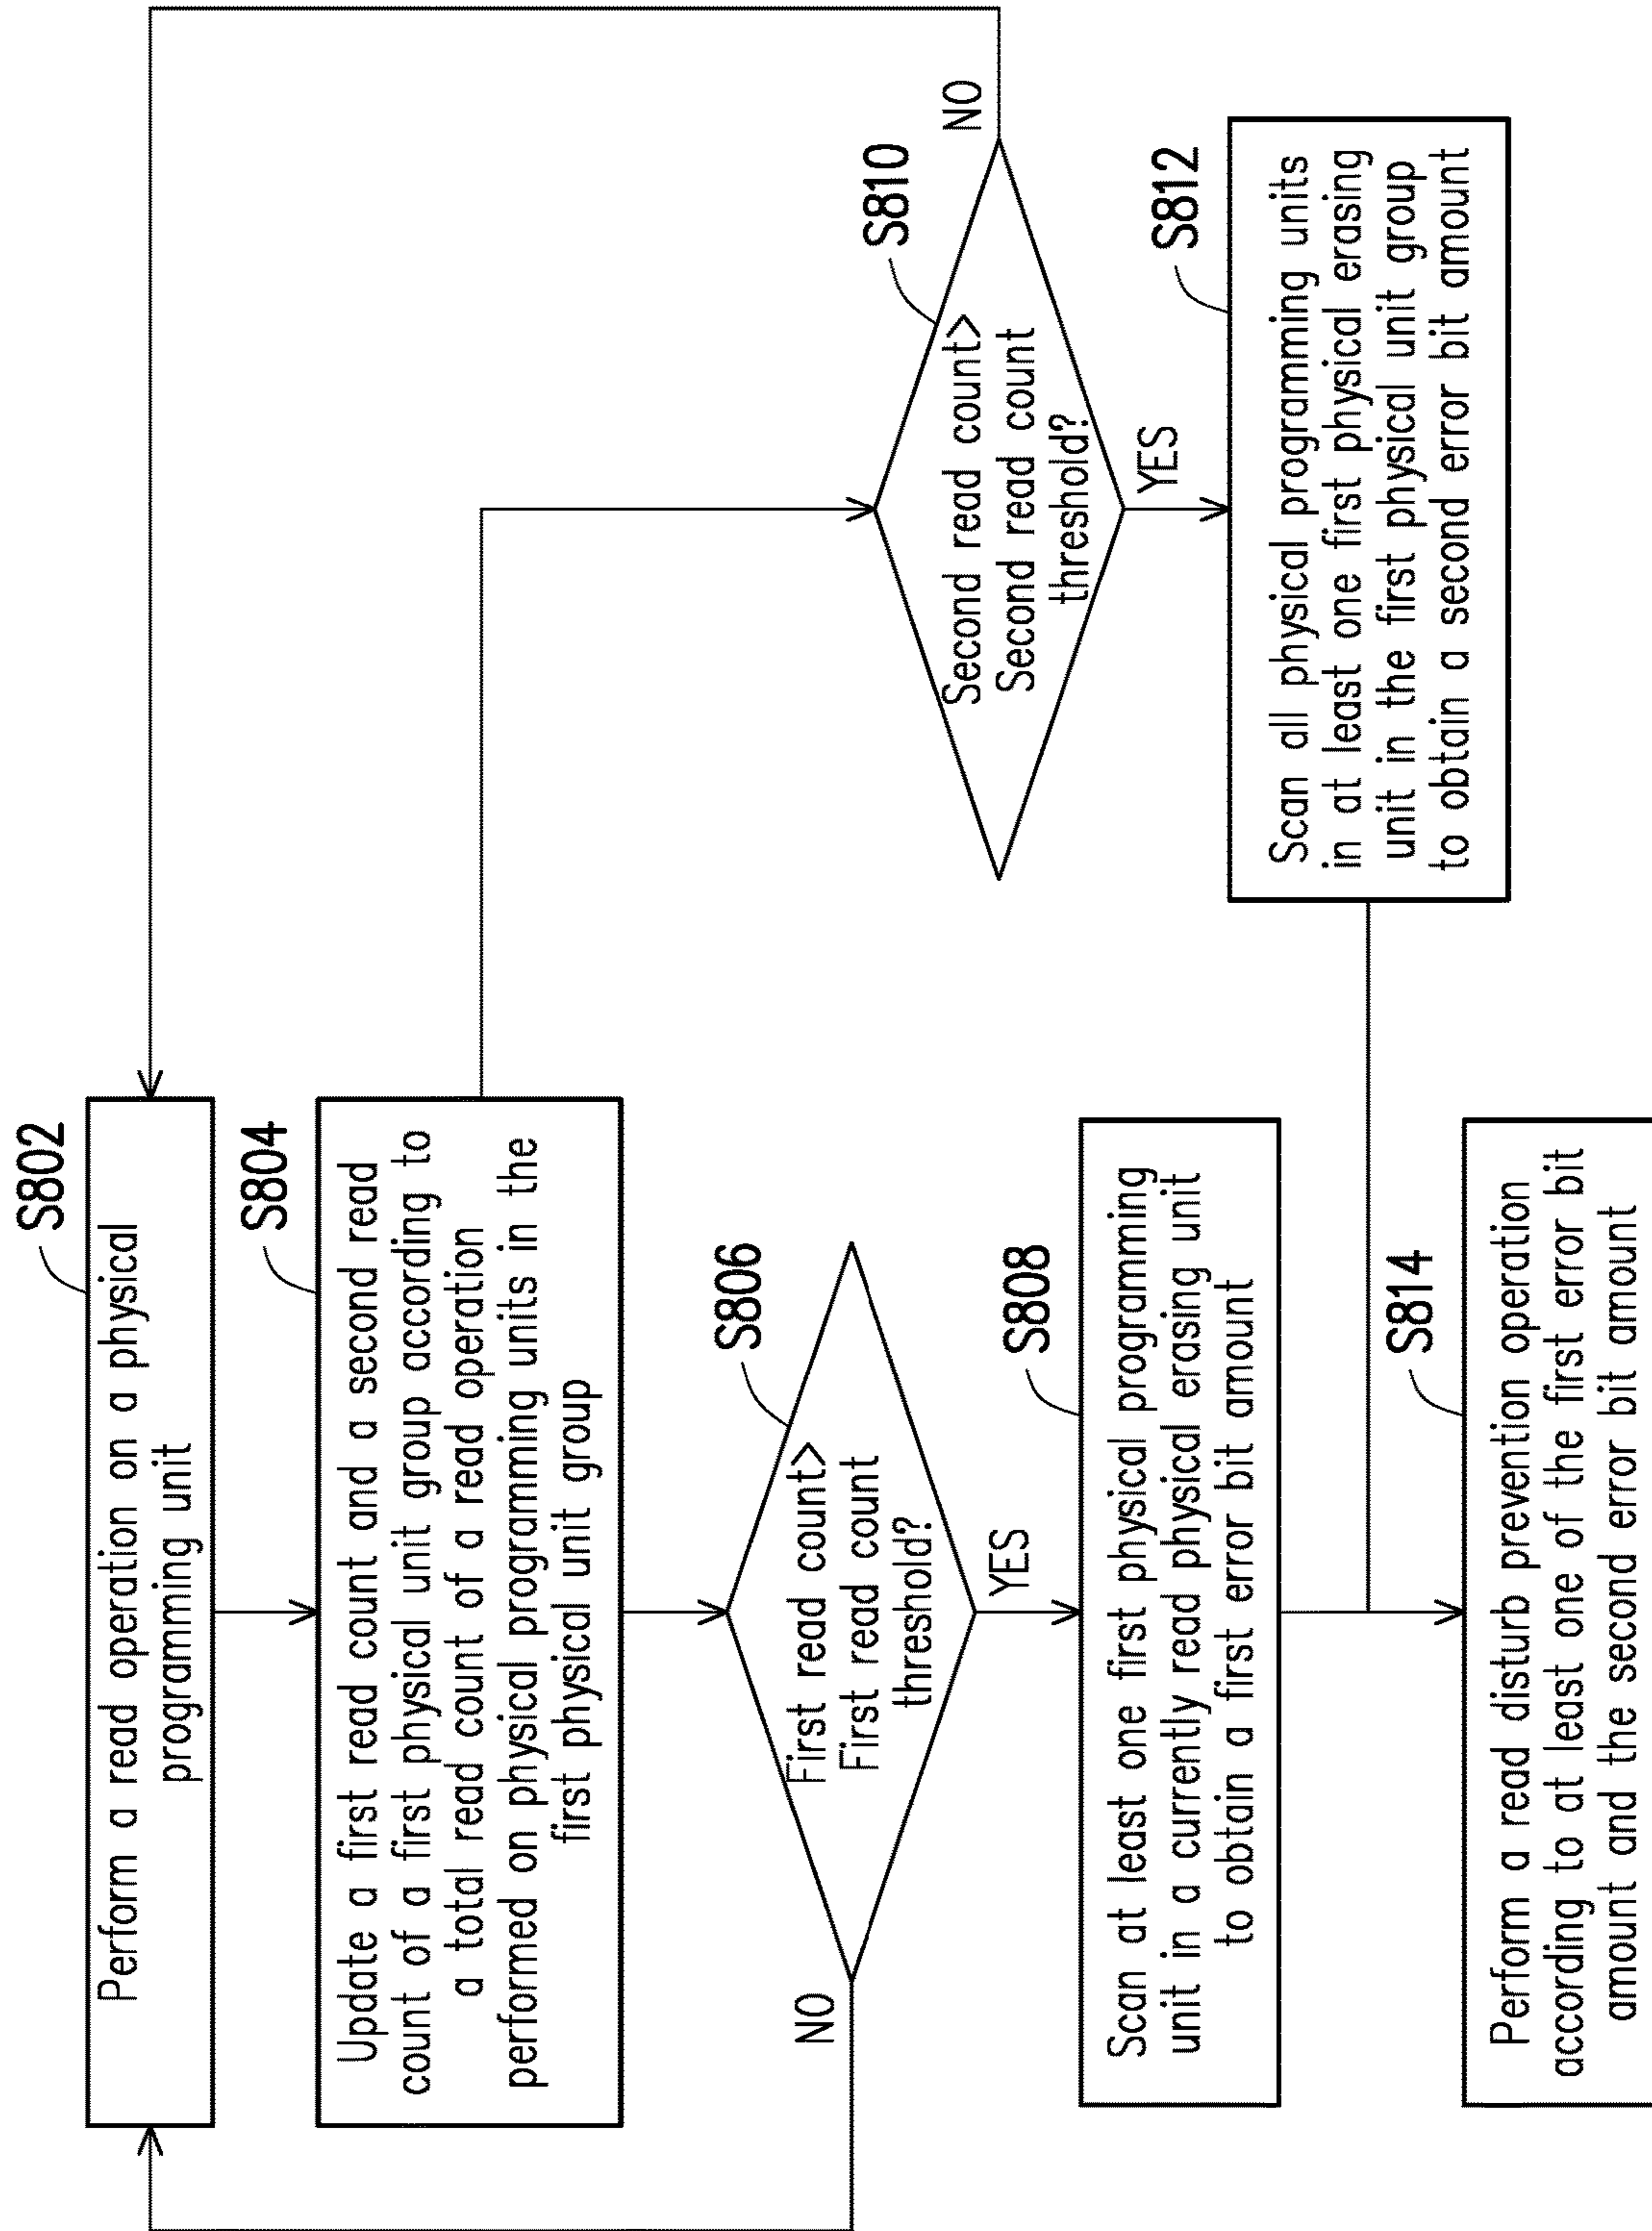 S802
Perform a read operation on a physical
programming unit
S804
Update a first read count and a second read
count of a first physical unit group according to
a total read count of a read operation
performed on physical programming units in the
first physical unit group
S806
First read count>
First read count
threshold?
NO
YES
S808
Scan at least one first physical programming
unit in a currently read physical erasing unit
to obtain a first error bit amount
S810
Second read count>
Second read count
threshold?
NO
YES
S812
Scan all physical programming units
in at least one first physical erasing
unit in the first physical unit group
to obtain a second error bit amount
S814
Perform a read disturb prevention operation
according to at least one of the first error bit
amount and the second error bit amount